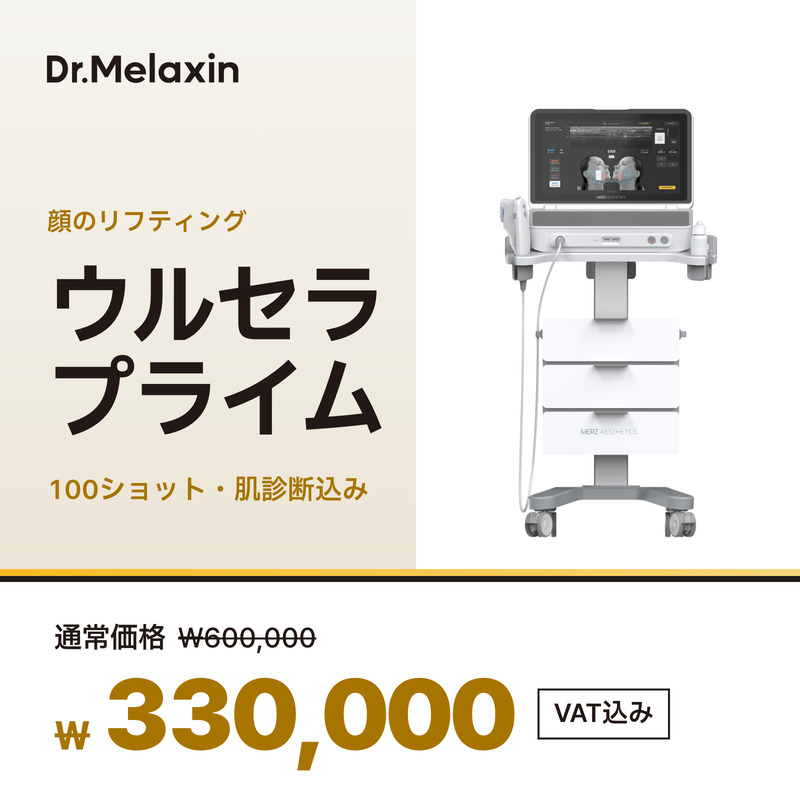 Dr.Melaxin
顔のリフティング
ウルセラ
プライム
100ショット・肌診断込み
MERZ AESTHETICS
MERZ AESTHETICS
通常価格 ₩600,000
₩ 330,000 VAT込み